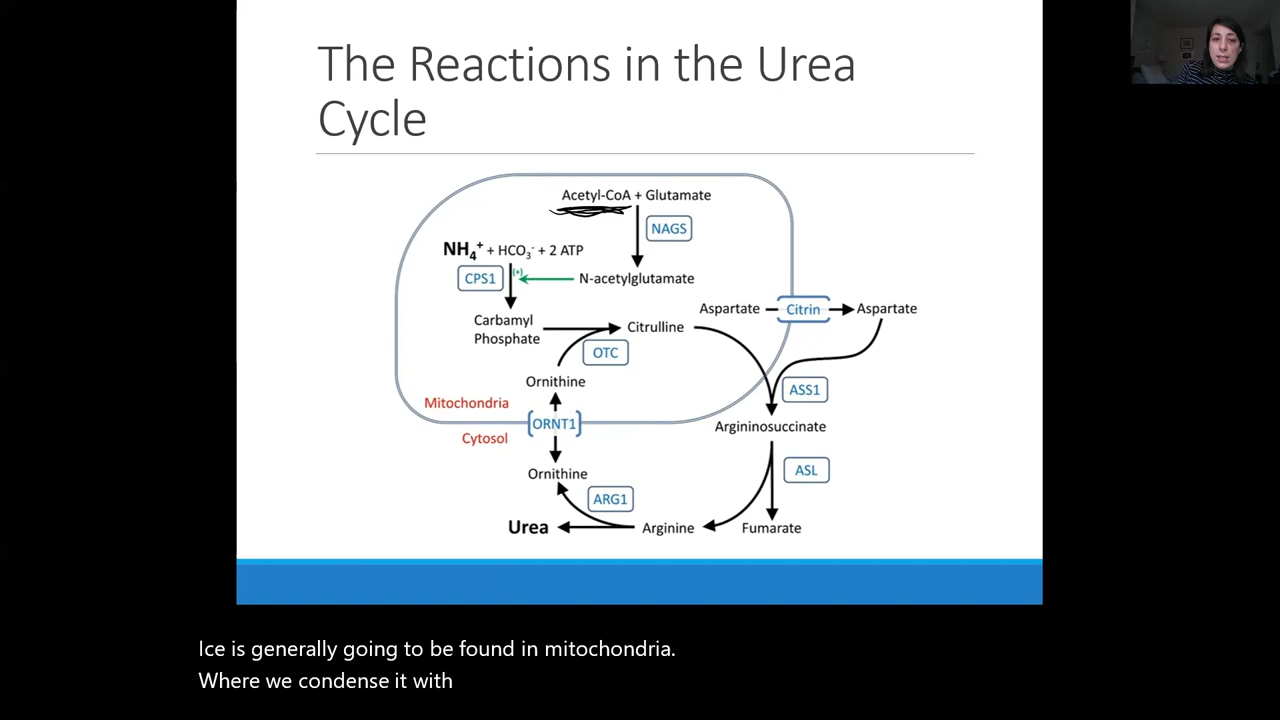 The Reactions in the Urea
Cycle
Acetyl-CoA + Glutamate
NAGS
NH4+ + HCO3- + 2 ATP
CPS1
(+)
N-acetylglutamate
Aspartate
Citrin
Aspartate
Carbamyl
Phosphate
Citrulline
OTC
Ornithine
ASS1
Mitochondria
ORNT1
Argininosuccinate
Cytosol
Ornithine
ASL
ARG1
Urea
Arginine
Fumarate
Ice is generally going to be found in mitochondria.
Where we condense it with